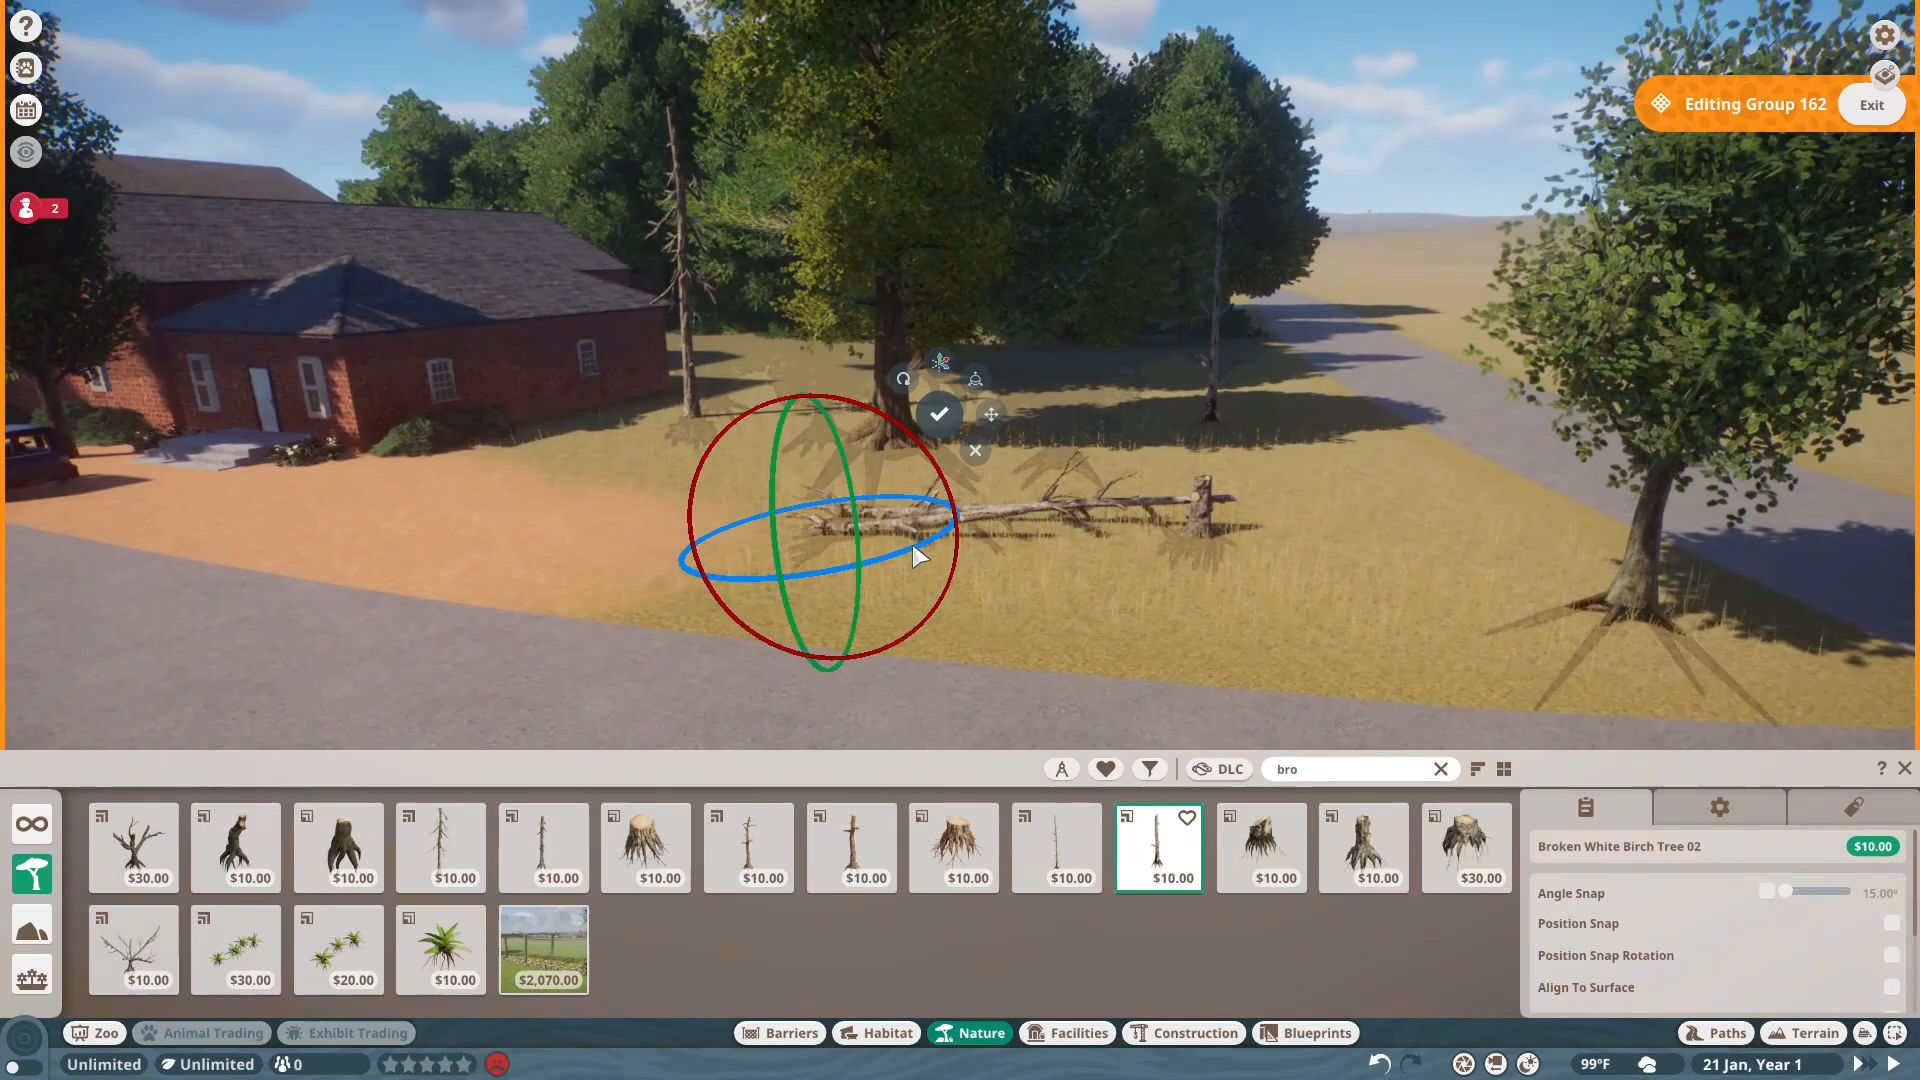 ?
Editing Group 162
Exit
2
DLC
bro
?
$30.00
$10.00
$10.00
$10.00
$10.00
$10.00
$10.00
$10.00
$10.00
$10.00
$10.00
$10.00
$10.00
$30.00
$10.00
$30.00
$20.00
$10.00
$2,070.00
Broken White Birch Tree 02
$10.00
Angle Snap
15.00°
Position Snap
Position Snap Rotation
Align To Surface
Zoo
Animal Trading
Exhibit Trading
Barriers
Habitat
Nature
Facilities
Construction
Blueprints
Paths
Terrain
Unlimited
Unlimited
0
99°F
21 Jan, Year 1